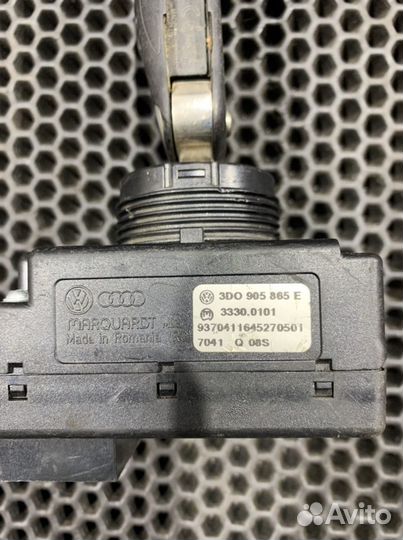 MARQUARDT
Made in Romania
3D0 905 865 E
3330.0101
9370411645270501
7041 Q 08S
Avito